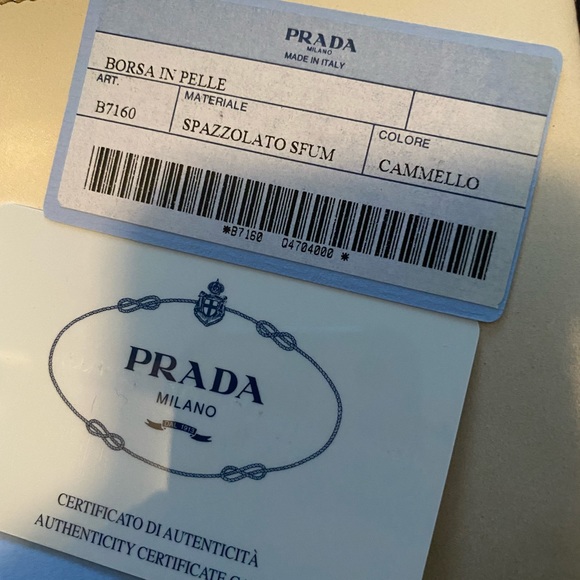 PRADA
MILANO
MADE IN ITALY
BORSA IN PELLE
ART.
B7160
MATERIALE
SPAZZOLATO SFUM
COLORE
CAMMELLO
*B7160 04704000 *
PRADA
MILANO
DAL 1913
CERTIFICATO DI AUTENTICITÀ
AUTHENTICITY CERTIFICATE